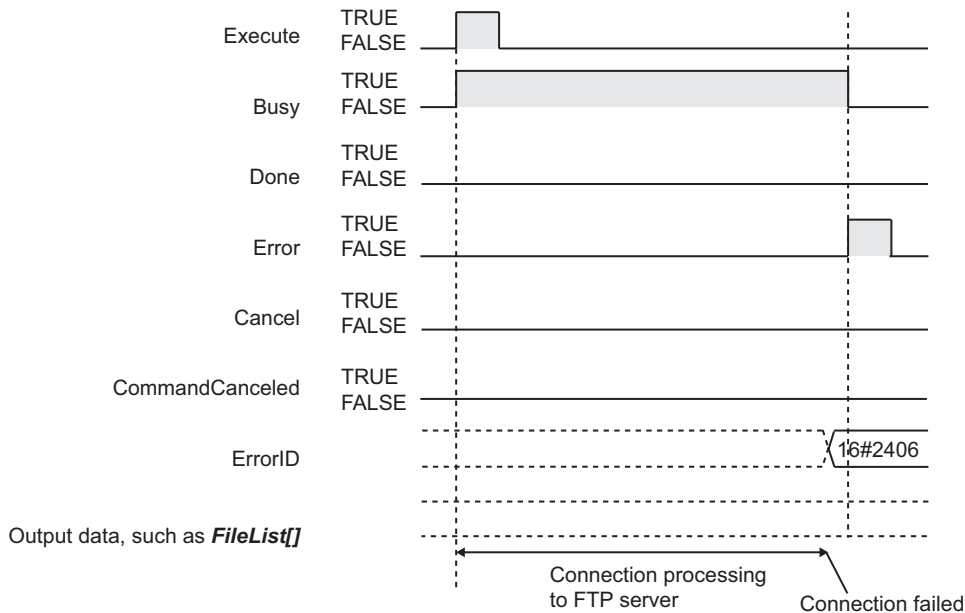 Execute
TRUE
FALSE
Busy
TRUE
FALSE
Done
TRUE
FALSE
Error
TRUE
FALSE
Cancel
TRUE
FALSE
CommandCanceled
TRUE
FALSE
ErrorID
16#2406
Output data, such as FileList[]
Connection processing
to FTP server
Connection failed